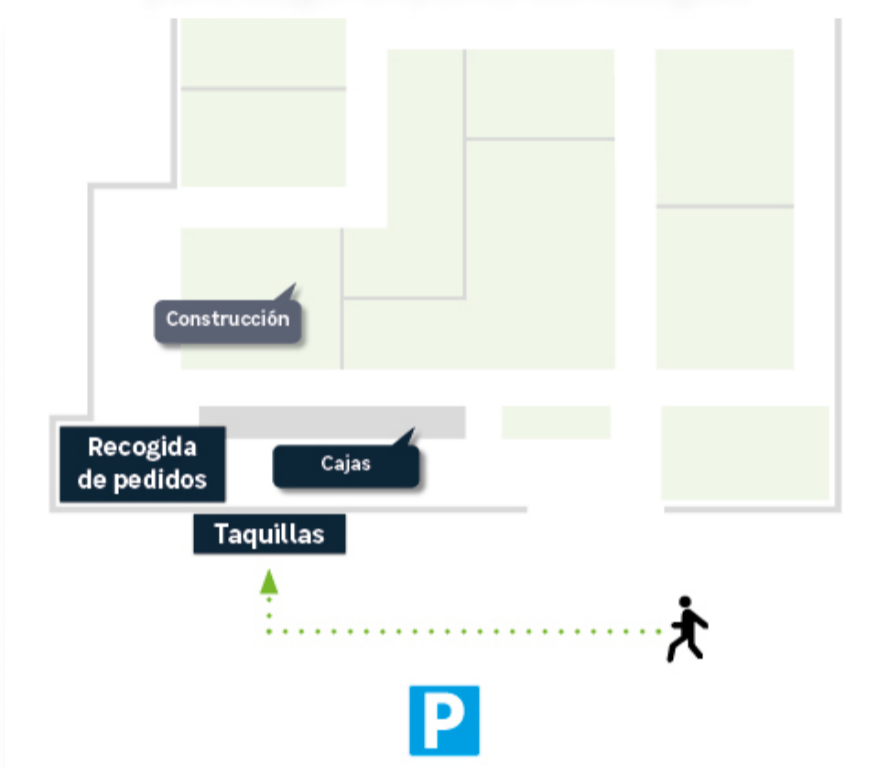 Construcción
Recogida
de pedidos
Cajas
Taquillas
P